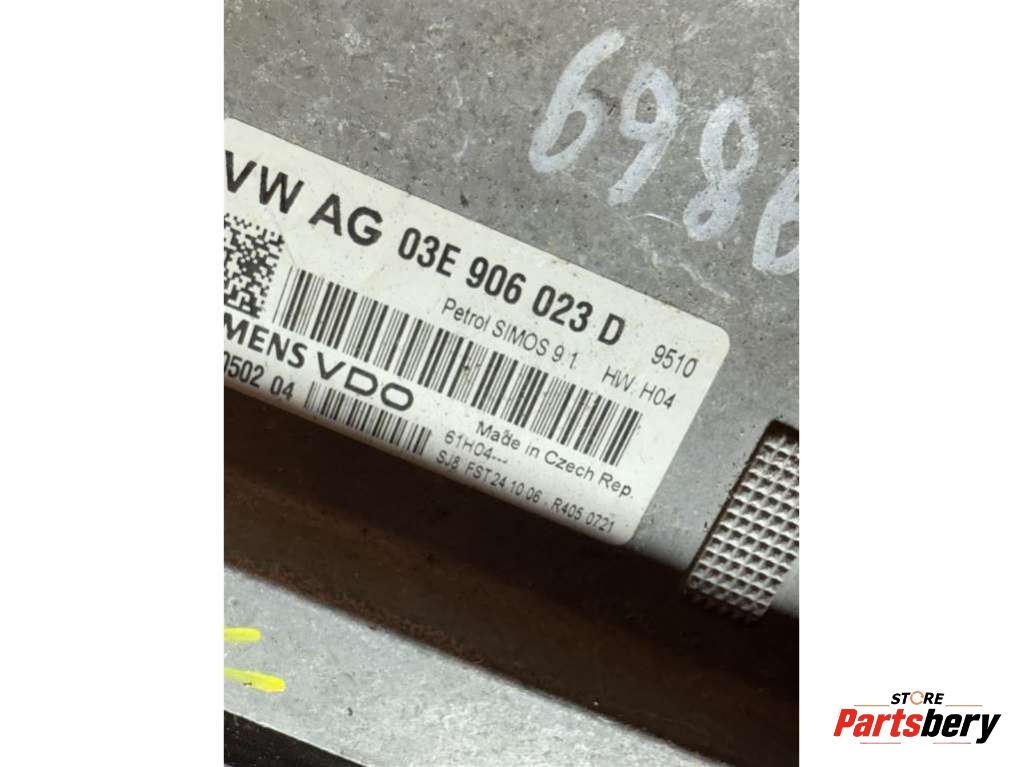 6986
VW AG 03E 906 023 D
9510
Petrol SIMOS 9.1.
HW: H04
MENS VDO
0502 04
Made in Czech Rep.
61H04---
SJ8 FST 24.10.06 R405 0721
STORE
Partsbery